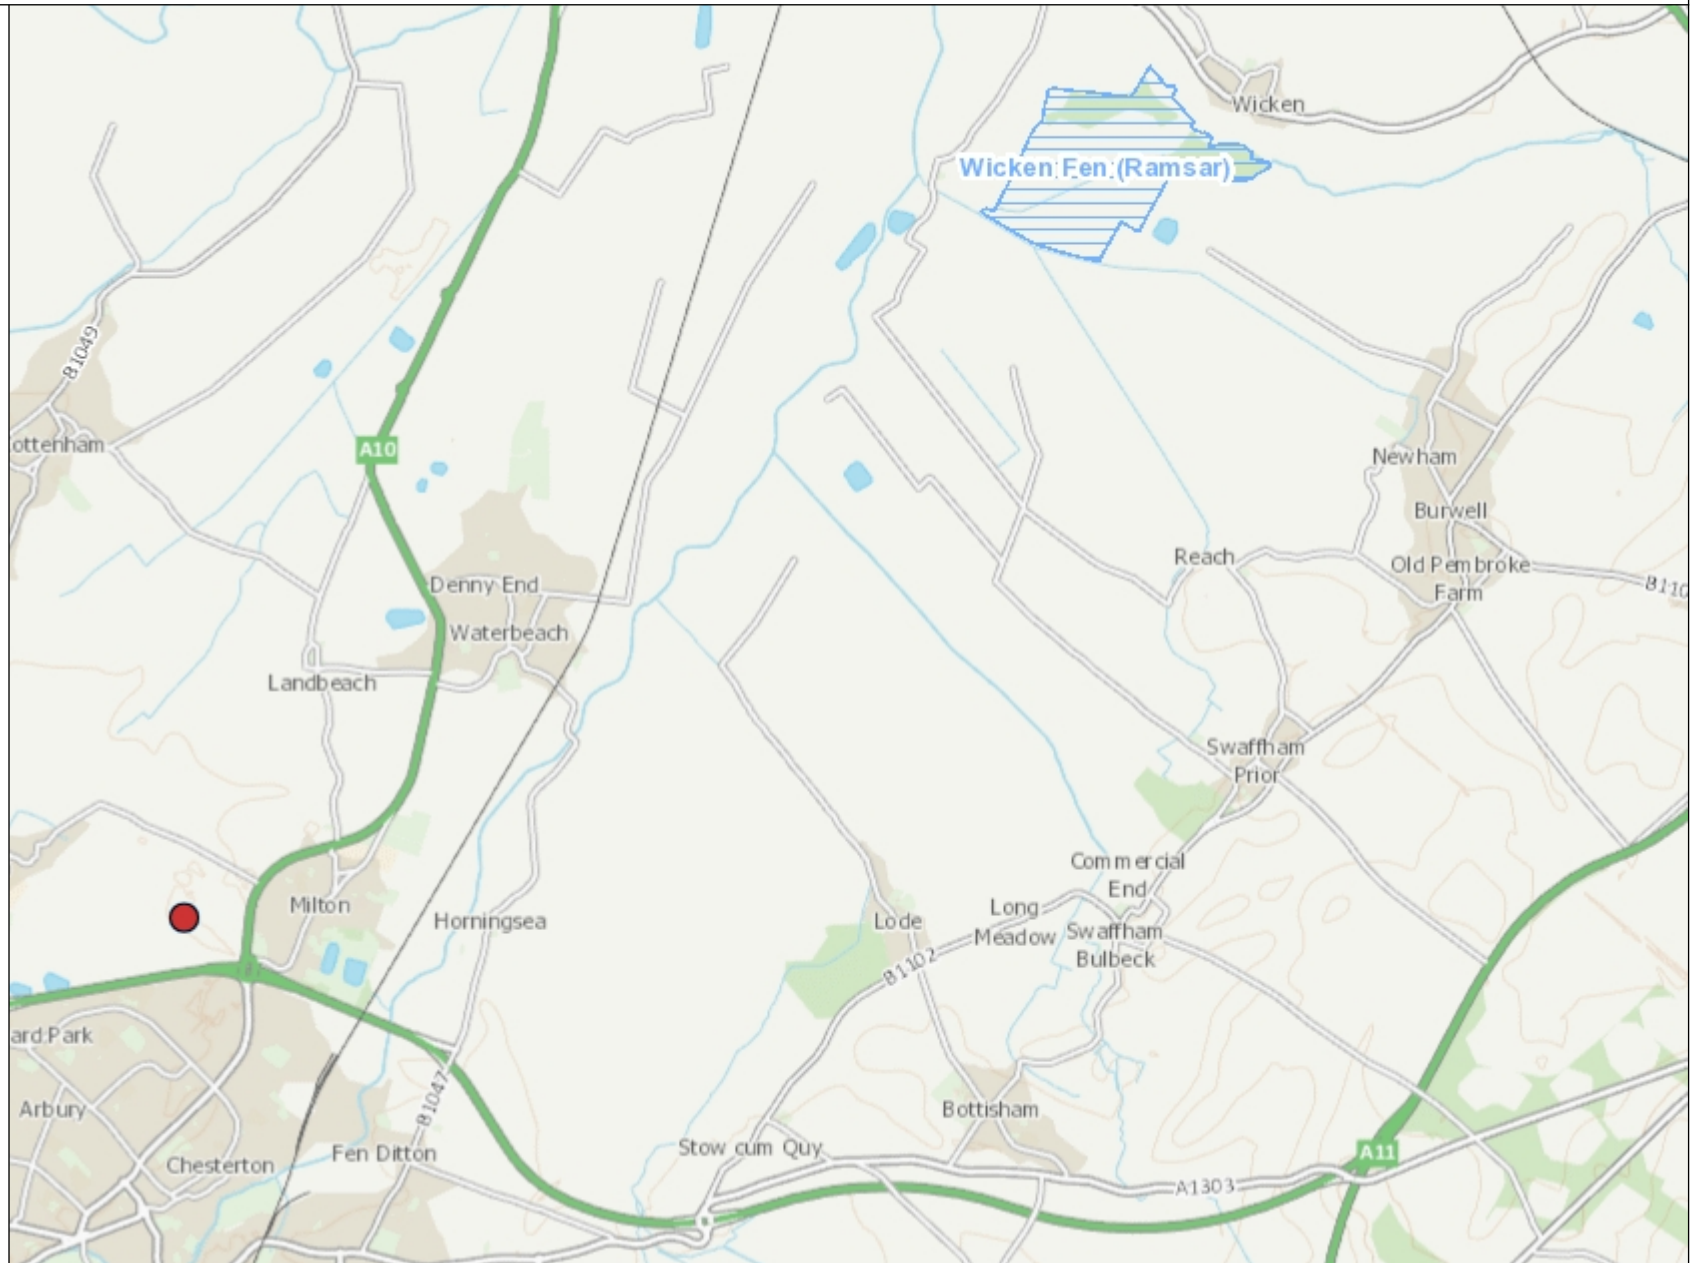 Wicken
Wicken Fen (Ramsar)
B1049
ottenham
A10
Newham
Burwell
Reach
Old Pembroke
Farm
B110
Denny End
Waterbeach
Landbeach
Swaffham
Prior
Commercial
End
Milton
Horningsea
Lode
Long
Meadow
Swaffham
Bulbeck
B1102
ard Park
Arbury
B1047
Bottisham
Chesterton
Fen Ditton
Stow cum Quy
A11
A1303